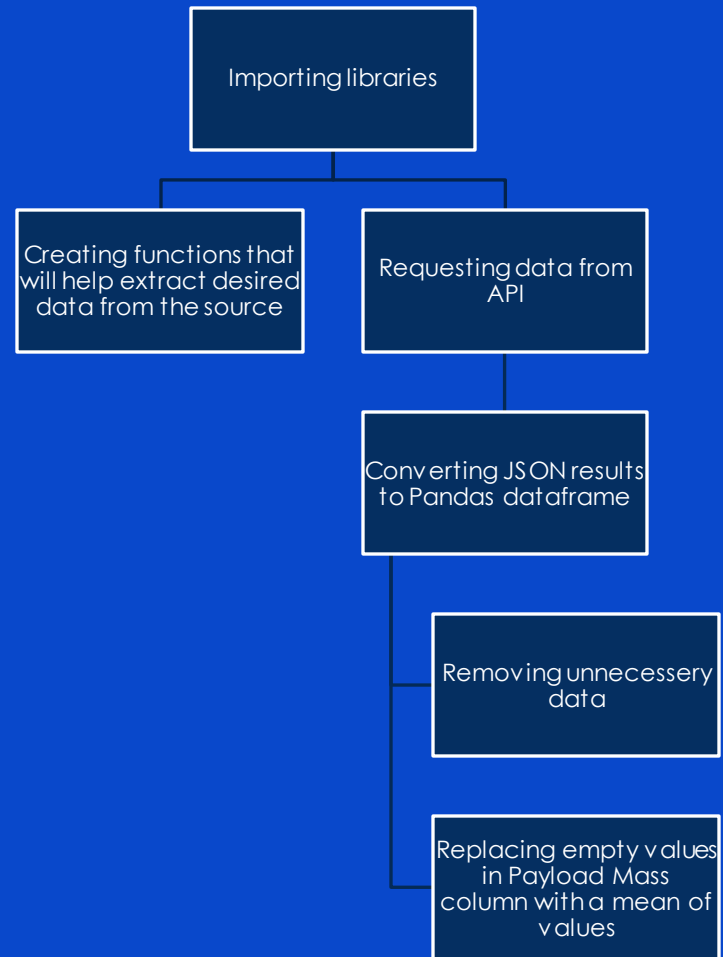 Importing libraries
Creating functions that
will help extract desired
data from the source
Requesting data from
API
Converting JSON results
to Pandas dataframe
Removing unnecessery
data
Replacing empty values
in Payload Mass
column with a mean of
values